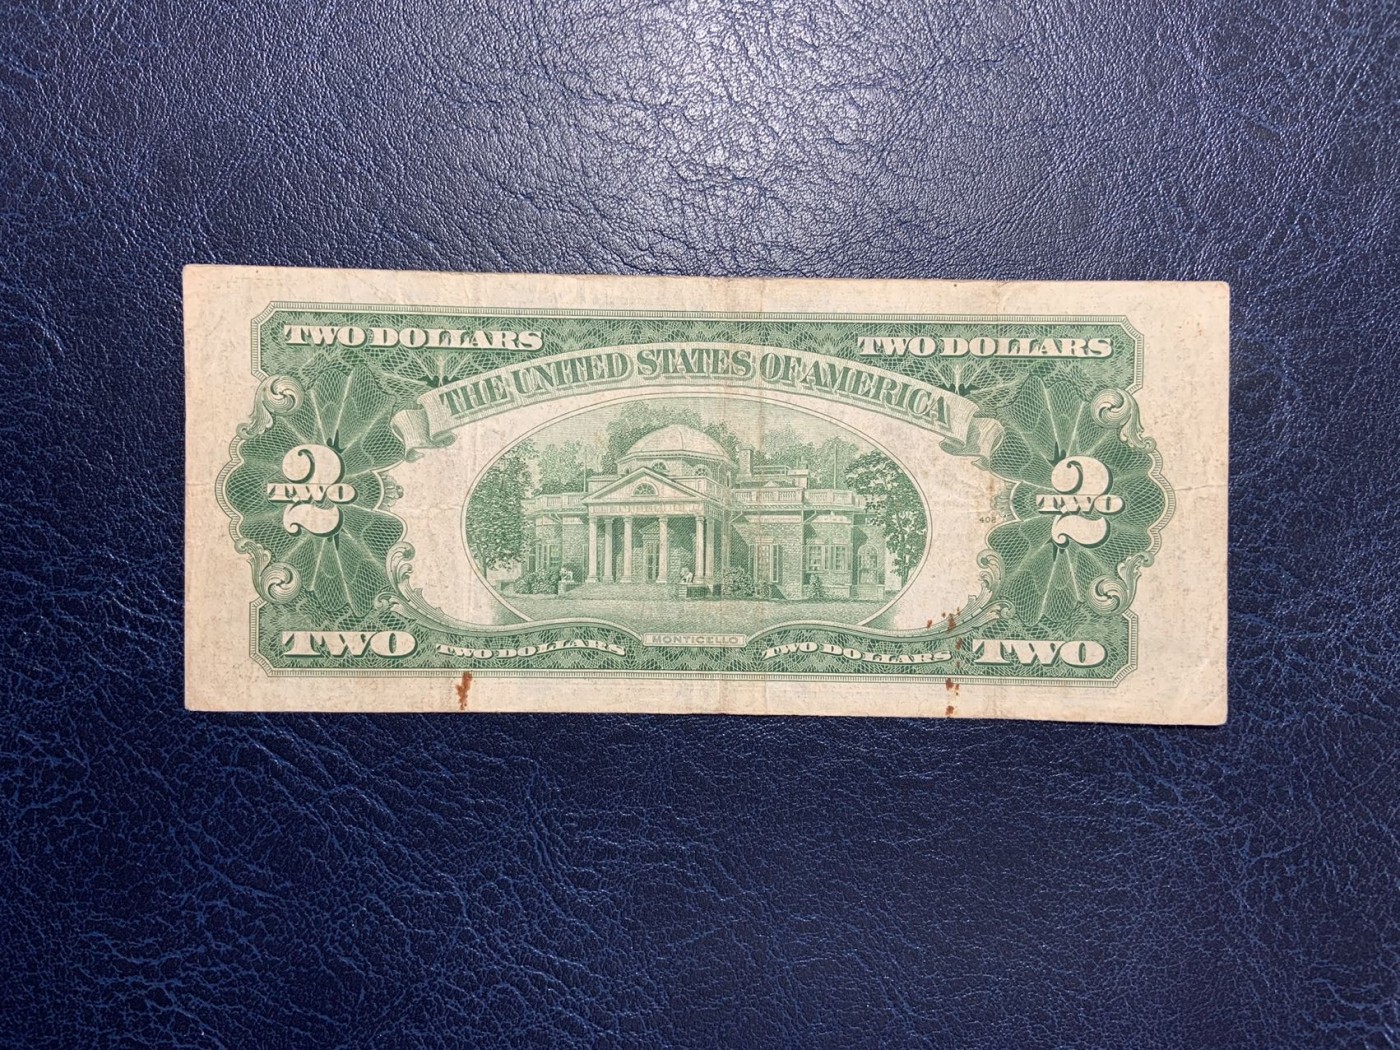 TWO DOLLARS TWO DOLLARS
THE UNITED STATES OF AMERICA
2 2
TWO TWO
MONTICELLO
TWO TWO DOLLARS TWO DOLLARS TWO